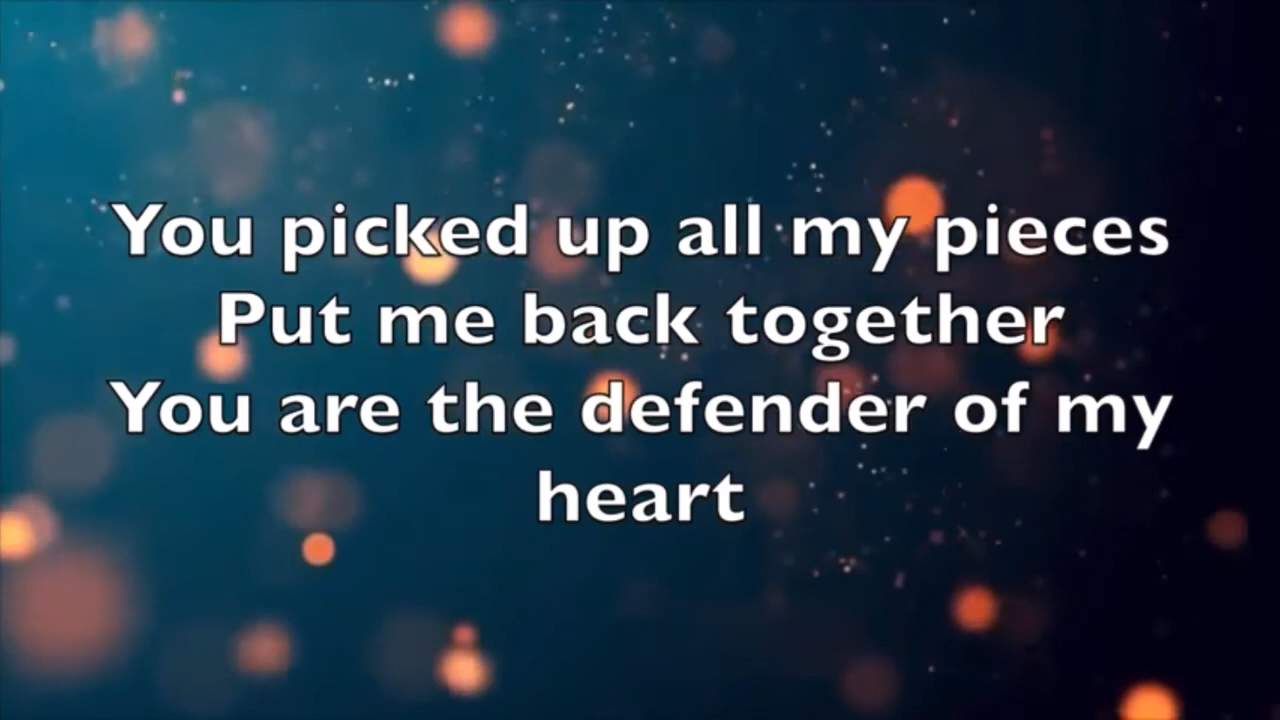 You picked up all my pieces
Put me back together
You are the defender of my
heart